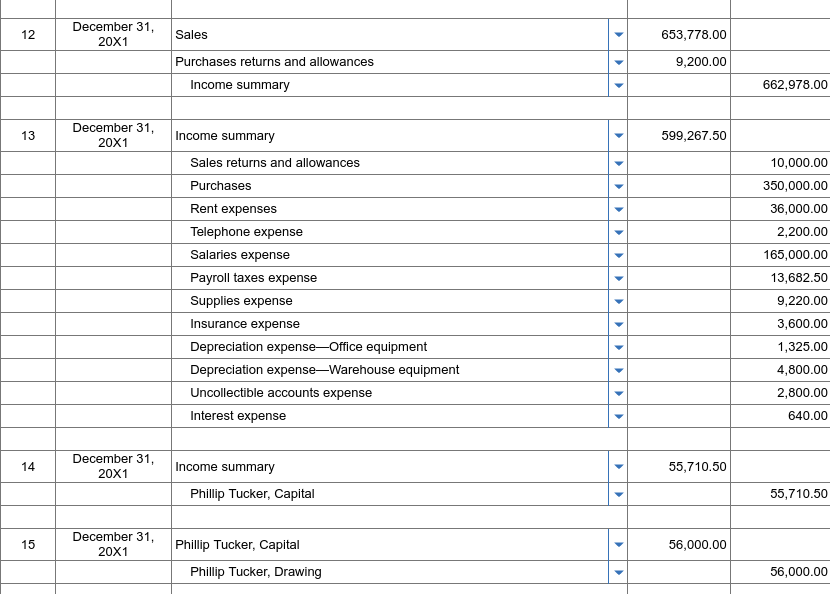 12 December 31, 20X1 Sales 653,778.00
Purchases returns and allowances 9,200.00
Income summary 662,978.00
13 December 31, 20X1 Income summary 599,267.50
Sales returns and allowances 10,000.00
Purchases 350,000.00
Rent expenses 36,000.00
Telephone expense 2,200.00
Salaries expense 165,000.00
Payroll taxes expense 13,682.50
Supplies expense 9,220.00
Insurance expense 3,600.00
Depreciation expense—Office equipment 1,325.00
Depreciation expense—Warehouse equipment 4,800.00
Uncollectible accounts expense 2,800.00
Interest expense 640.00
14 December 31, 20X1 Income summary 55,710.50
Phillip Tucker, Capital 55,710.50
15 December 31, 20X1 Phillip Tucker, Capital 56,000.00
Phillip Tucker, Drawing 56,000.00